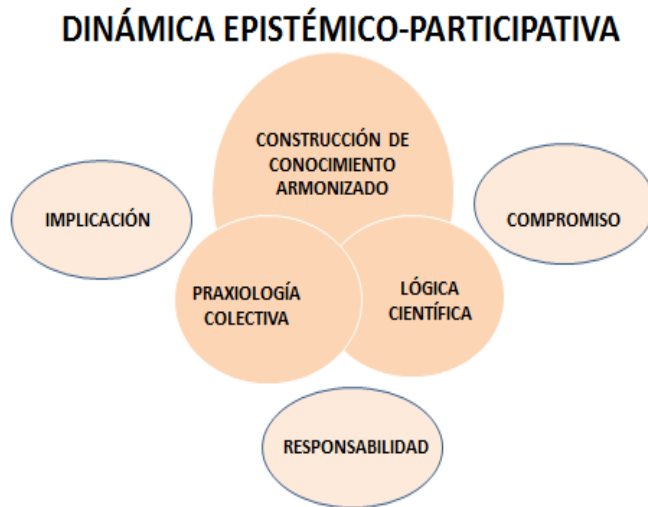 DINÁMICA EPISTÉMICO-PARTICIPATIVA
CONSTRUCCIÓN DE
CONOCIMIENTO
ARMONIZADO
IMPLICACIÓN
COMPROMISO
PRAXIOLOGÍA
COLECTIVA
LÓGICA
CIENTÍFICA
RESPONSABILIDAD